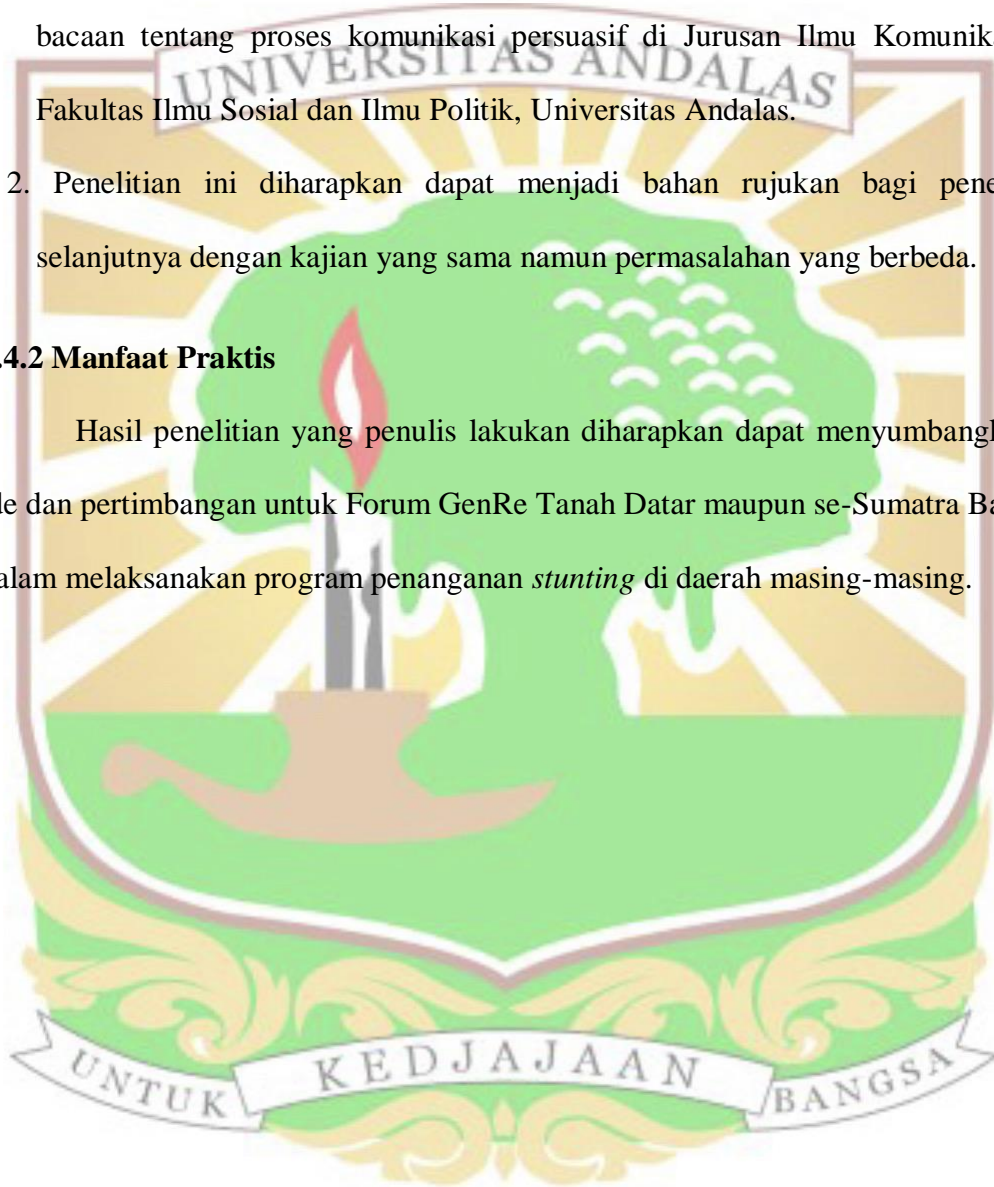 bacaan tentang proses komunikasi persuasif di Jurusan Ilmu Komunik
UNIVERSITAS ANDALAS
Fakultas Ilmu Sosial dan Ilmu Politik, Universitas Andalas.
2. Penelitian ini diharapkan dapat menjadi bahan rujukan bagi pene
selanjutnya dengan kajian yang sama namun permasalahan yang berbeda.
.4.2 Manfaat Praktis
Hasil penelitian yang penulis lakukan diharapkan dapat menyumbangl
de dan pertimbangan untuk Forum GenRe Tanah Datar maupun se-Sumatra Ba
alam melaksanakan program penanganan stunting di daerah masing-masing.
UNTUK KEDJAJAAN BANGSA